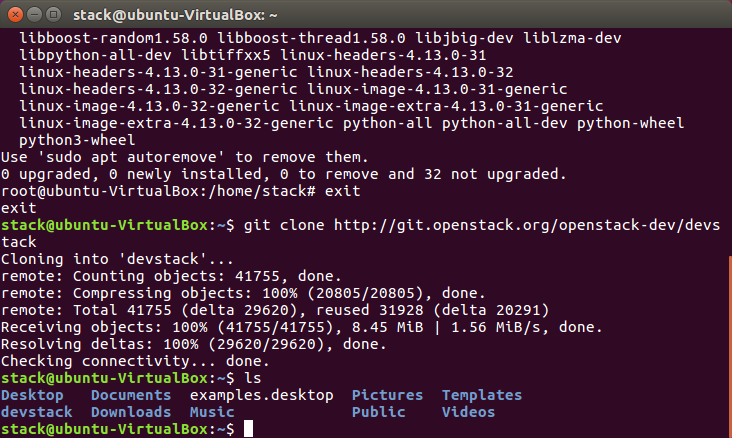 stack@ubuntu-VirtualBox: ~
libboost-random1.58.0 libboost-thread1.58.0 libjbig-dev liblzma-dev
libpython-all-dev libtiffxx5 linux-headers-4.13.0-31
linux-headers-4.13.0-31-generic linux-headers-4.13.0-32
linux-headers-4.13.0-32-generic linux-image-4.13.0-31-generic
linux-image-4.13.0-32-generic linux-image-extra-4.13.0-31-generic
linux-image-extra-4.13.0-32-generic python-all python-all-dev python-wheel
python3-wheel
Use 'sudo apt autoremove' to remove them.
0 upgraded, 0 newly installed, 0 to remove and 32 not upgraded.
root@ubuntu-VirtualBox:/home/stack# exit
exit
stack@ubuntu-VirtualBox:~$ git clone http://git.openstack.org/openstack-dev/devs
tack
Cloning into 'devstack'...
remote: Counting objects: 41755, done.
remote: Compressing objects: 100% (20805/20805), done.
remote: Total 41755 (delta 29620), reused 31928 (delta 20291)
Receiving objects: 100% (41755/41755), 8.45 MiB | 1.56 MiB/s, done.
Resolving deltas: 100% (29620/29620), done.
Checking connectivity... done.
stack@ubuntu-VirtualBox:~$ ls
Desktop   Documents  examples.desktop  Pictures  Templates
devstack  Downloads  Music             Public    Videos
stack@ubuntu-VirtualBox:~$